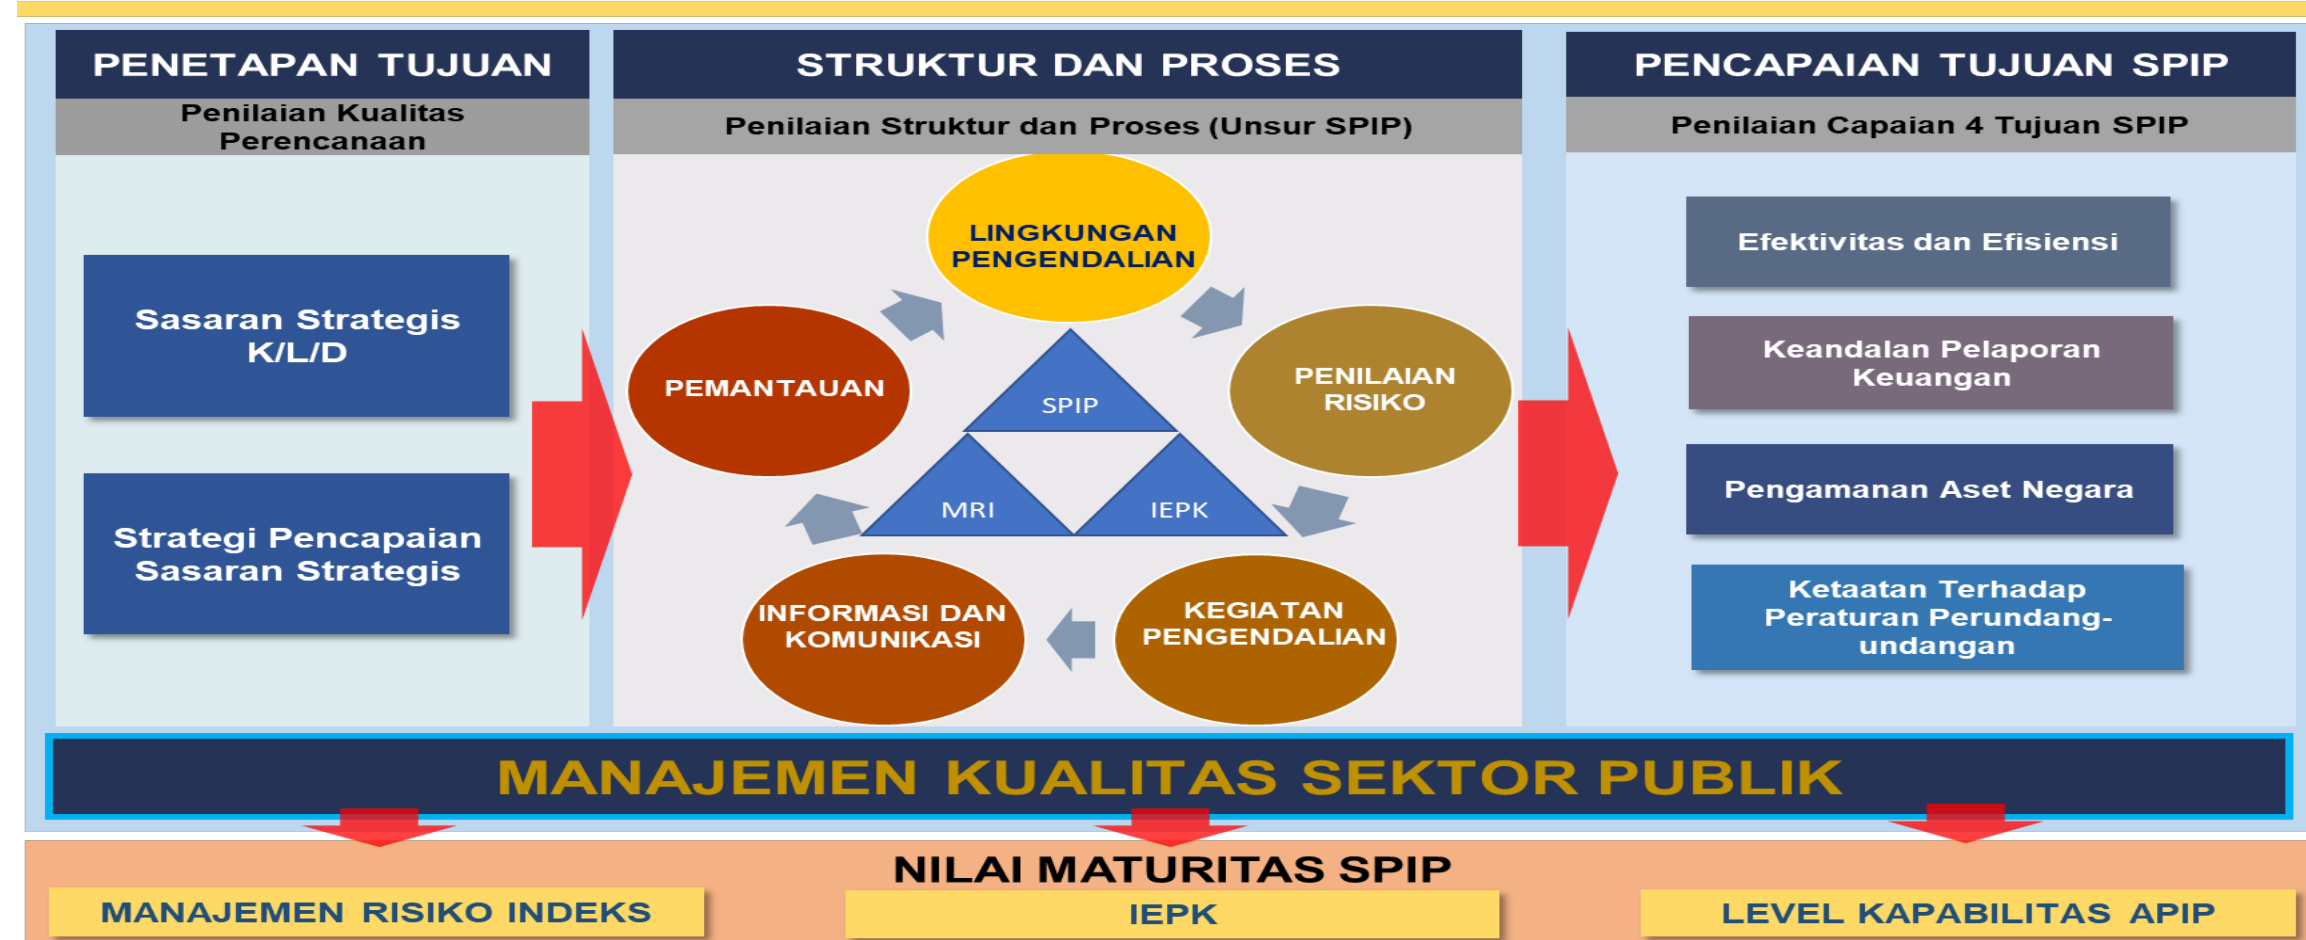 PENETAPAN TUJUAN
Penilaian Kualitas
Perencanaan
Sasaran Strategis
K/L/D
Strategi Pencapaian
Sasaran Strategis
STRUKTUR DAN PROSES
Penilaian Struktur dan Proses (Unsur SPIP)
LINGKUNGAN
PENGENDALIAN
PENILAIAN
RISIKO
KEGIATAN
PENGENDALIAN
INFORMASI DAN
KOMUNIKASI
PEMANTAUAN
SPIP
MRI
IEPK
PENCAPAIAN TUJUAN SPIP
Penilaian Capaian 4 Tujuan SPIP
Efektivitas dan Efisiensi
Keandalan Pelaporan
Keuangan
Pengamanan Aset Negara
Ketaatan Terhadap
Peraturan Perundang-
undangan
MANAJEMEN KUALITAS SEKTOR PUBLIK
NILAI MATURITAS SPIP
MANAJEMEN RISIKO INDEKS
IEPK
LEVEL KAPABILITAS APIP